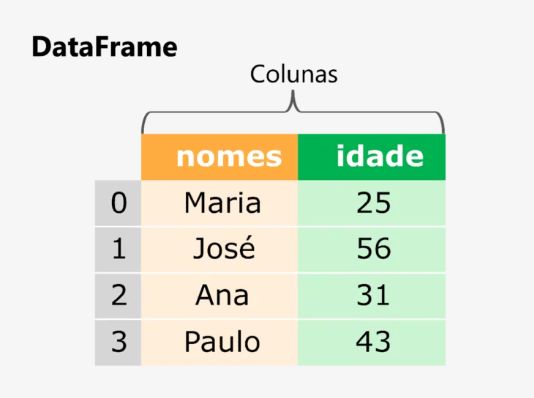 DataFrame
Colunas
nomes idade
0 Maria 25
1 José 56
2 Ana 31
3 Paulo 43